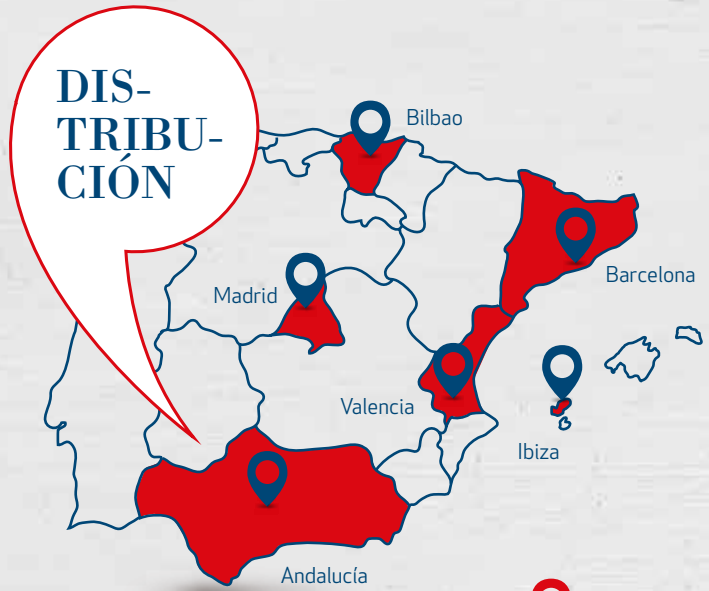 DIS-
TRIBU-
CIÓN
Bilbao
Barcelona
Madrid
Valencia
Ibiza
Andalucía